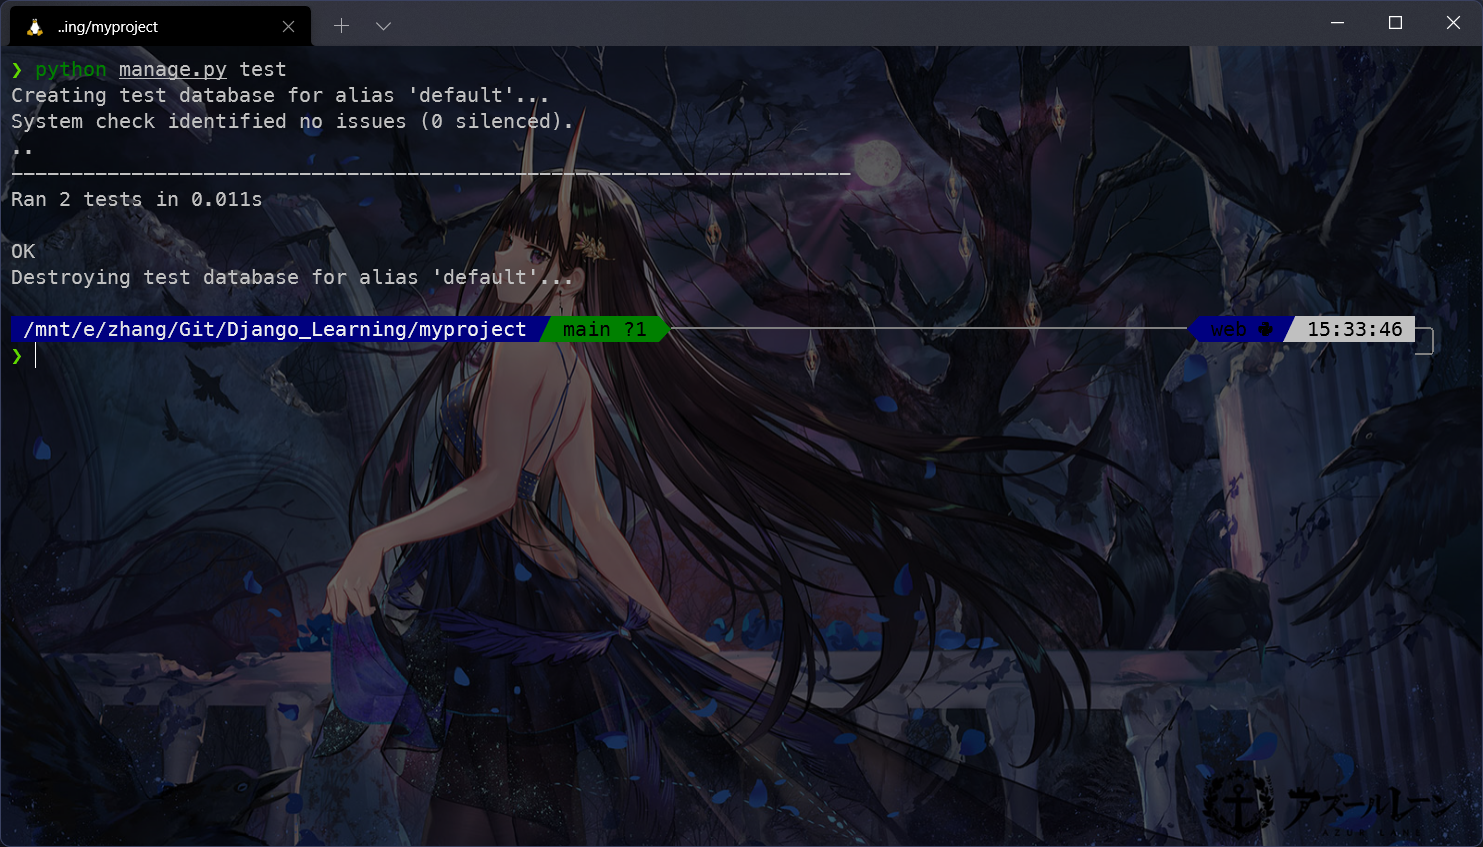 ..ing/myproject
❯ python manage.py test
Creating test database for alias 'default'...
System check identified no issues (0 silenced).
..
----------------------------------------------------------------------
Ran 2 tests in 0.011s
OK
Destroying test database for alias 'default'...
/mnt/e/zhang/Git/Django_Learning/myproject main ?1 web 15:33:46
❯
アズールレーン
AZUR LANE